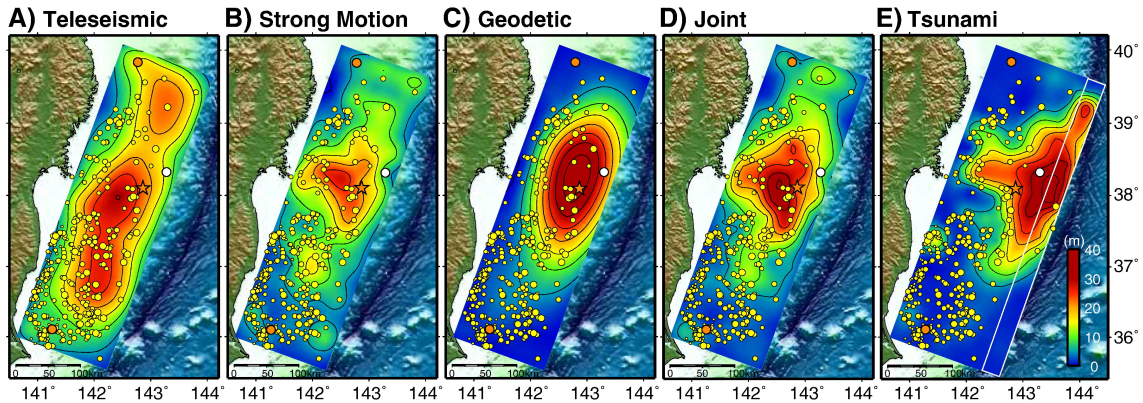 A) Teleseismic
B) Strong Motion
C) Geodetic
D) Joint
E) Tsunami
40°
39°
38°
37°
36°
(m)
40
30
20
10
0
0 50 100km
0 50 100km
0 50 100km
0 50 100km
0 50 100km
141° 142° 143° 144°
141° 142° 143° 144°
141° 142° 143° 144°
141° 142° 143° 144°
141° 142° 143° 144°